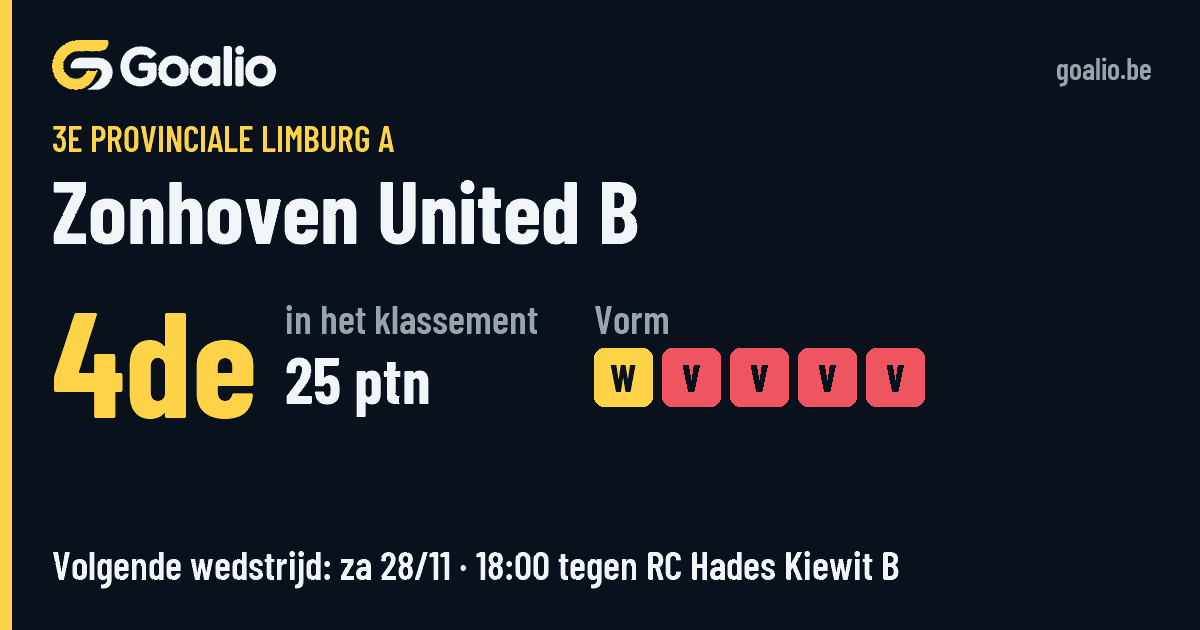 Goalio
goalio.be
3E PROVINCIALE LIMBURG A
Zonhoven United B
4de
in het klassement
25 ptn
Vorm
W V V V V
Volgende wedstrijd: za 28/11 · 18:00 tegen RC Hades Kiewit B